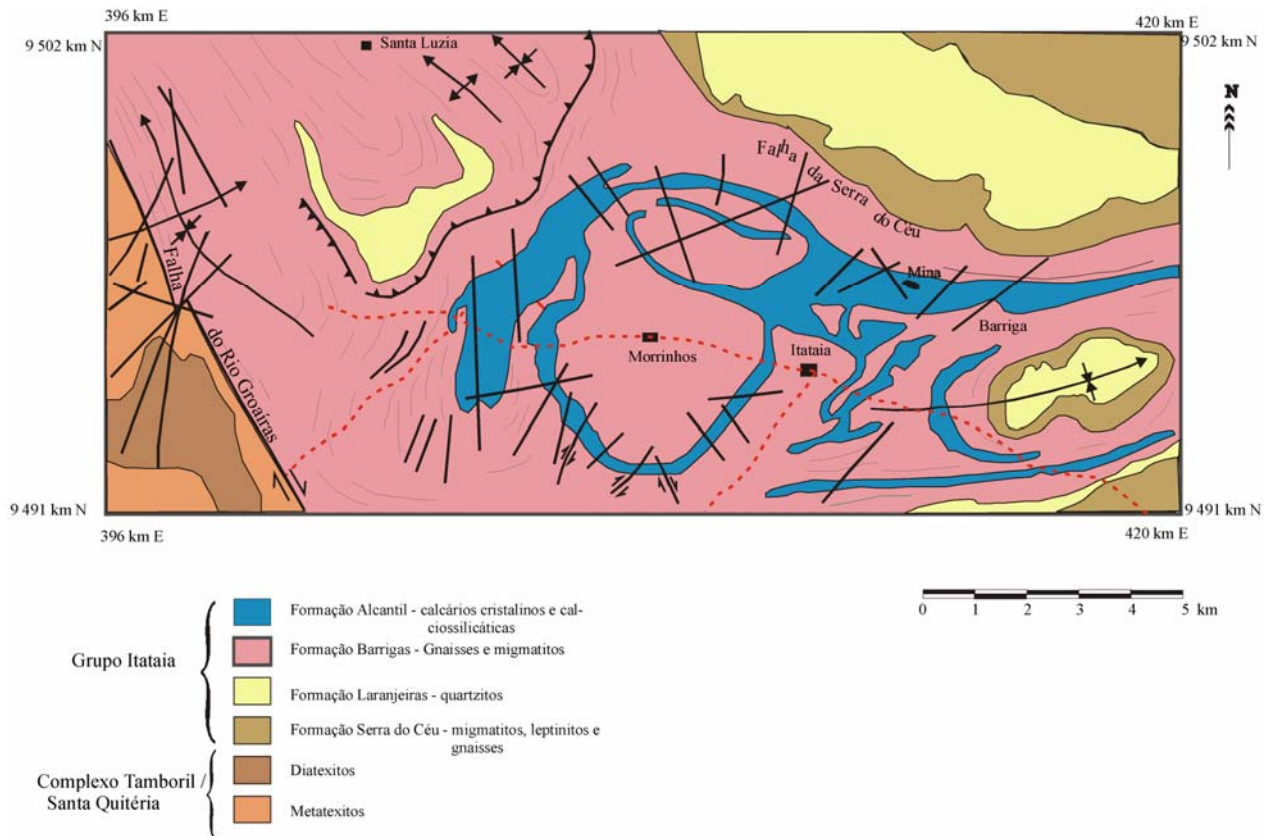 396 km E
420 km E
9 502 km N
9 502 km N
Santa Luzia
N
Falha da Serra do Céu
Mina
Falha do Rio Groaíras
Barriga
Morrinhos
Itataia
9 491 km N
9 491 km N
396 km E
420 km E
0 1 2 3 4 5 km
Grupo Itataia
Formação Alcantil - calcários cristalinos e cal-
ciossilicáticas
Formação Barrigas - Gnaisses e migmatitos
Formação Laranjeiras - quartzitos
Formação Serra do Céu - migmatitos, leptinitos e
gnaisses
Complexo Tamboril /
Santa Quitéria
Diatexitos
Metatexitos